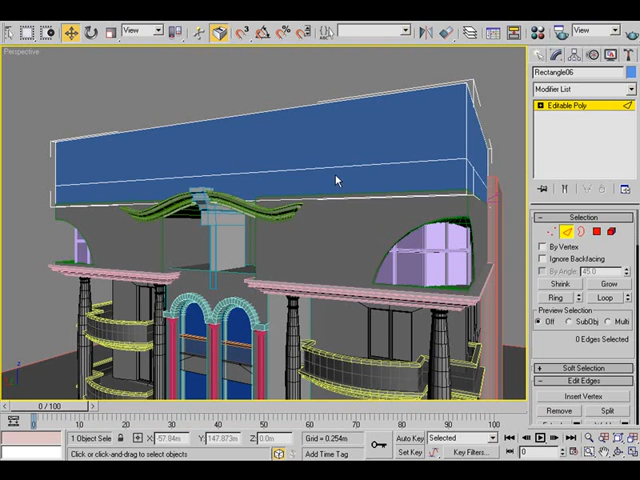 View
View
Perspective
Rectangle06
Modifier List
Editable Poly
Selection
By Vertex
Ignore Backfacing
By Angle: 45.0
Shrink Grow
Ring Loop
Preview Selection
Off SubObj Multi
0 Edges Selected
Soft Selection
Edit Edges
Insert Vertex
Remove Split
0 / 100
0 10 20 30 40 50 60 70 80 90 100
1 Object Sele X: -57.84m Y: 147.873m Z: 0.0m Grid = 0.254m Auto Key Selected
Click or click-and-drag to select objects Add Time Tag Set Key Key Filters... 0